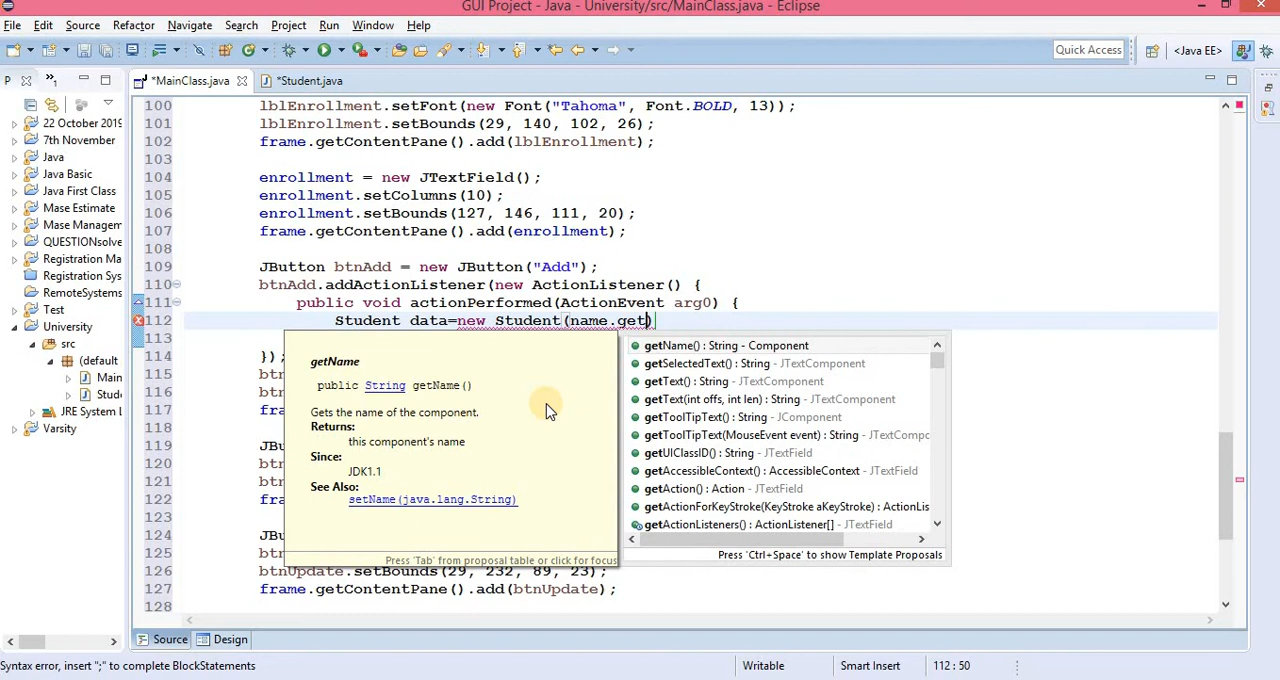 GUI Project - Java - University/src/MainClass.java - Eclipse
File Edit Source Refactor Navigate Search Project Run Window Help
Quick Access <Java EE>
P *MainClass.java *Student.java
100 lblEnrollment.setFont(new Font("Tahoma", Font.BOLD, 13));
101 lblEnrollment.setBounds(29, 140, 102, 26);
102 frame.getContentPane().add(lblEnrollment);
103
104 enrollment = new JTextField();
105 enrollment.setColumns(10);
106 enrollment.setBounds(127, 146, 111, 20);
107 frame.getContentPane().add(enrollment);
108
109 JButton btnAdd = new JButton("Add");
110 btnAdd.addActionListener(new ActionListener() {
111 public void actionPerformed(ActionEvent arg0) {
112 Student data=new Student(name.get)
113
114 });
115 btn
116 btn
117 fra
118
119 JBu
120 btn
121 btn
122 fra
123
124 JBu
125 btn
126 btnUpdate.setBounds(29, 232, 89, 23);
127 frame.getContentPane().add(btnUpdate);
128
22 October 2019
7th November
Java
Java Basic
Java First Class
Mase Estimate
Mase Managem
QUESTIONsolve
Registration Ma
Registration Sys
RemoteSystems
Test
University
src
(default
Main
Stude
JRE System L
Varsity
getName
public String getName()
Gets the name of the component.
Returns:
this component's name
Since:
JDK1.1
See Also:
setName(java.lang.String)
Press 'Tab' from proposal table or click for focus
getName() : String - Component
getSelectedText() : String - JTextComponent
getText() : String - JTextComponent
getText(int offs, int len) : String - JTextComponent
getToolTipText() : String - JComponent
getToolTipText(MouseEvent event) : String - JTextCompo
getUIClassID() : String - JTextField
getAccessibleContext() : AccessibleContext - JTextField
getAction() : Action - JTextField
getActionForKeyStroke(KeyStroke aKeyStroke) : ActionLis
getActionListeners() : ActionListener[] - JTextField
Press 'Ctrl+Space' to show Template Proposals
Source Design
Syntax error, insert ";" to complete BlockStatements Writable Smart Insert 112 : 50